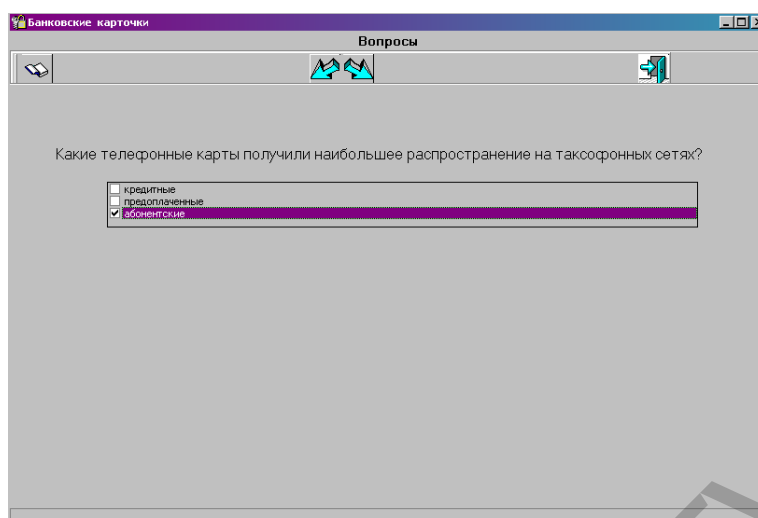 Банковские карточки
Вопросы
Какие телефонные карты получили наибольшее распространение на таксофонных сетях?
кредитные
предоплаченные
абонентские